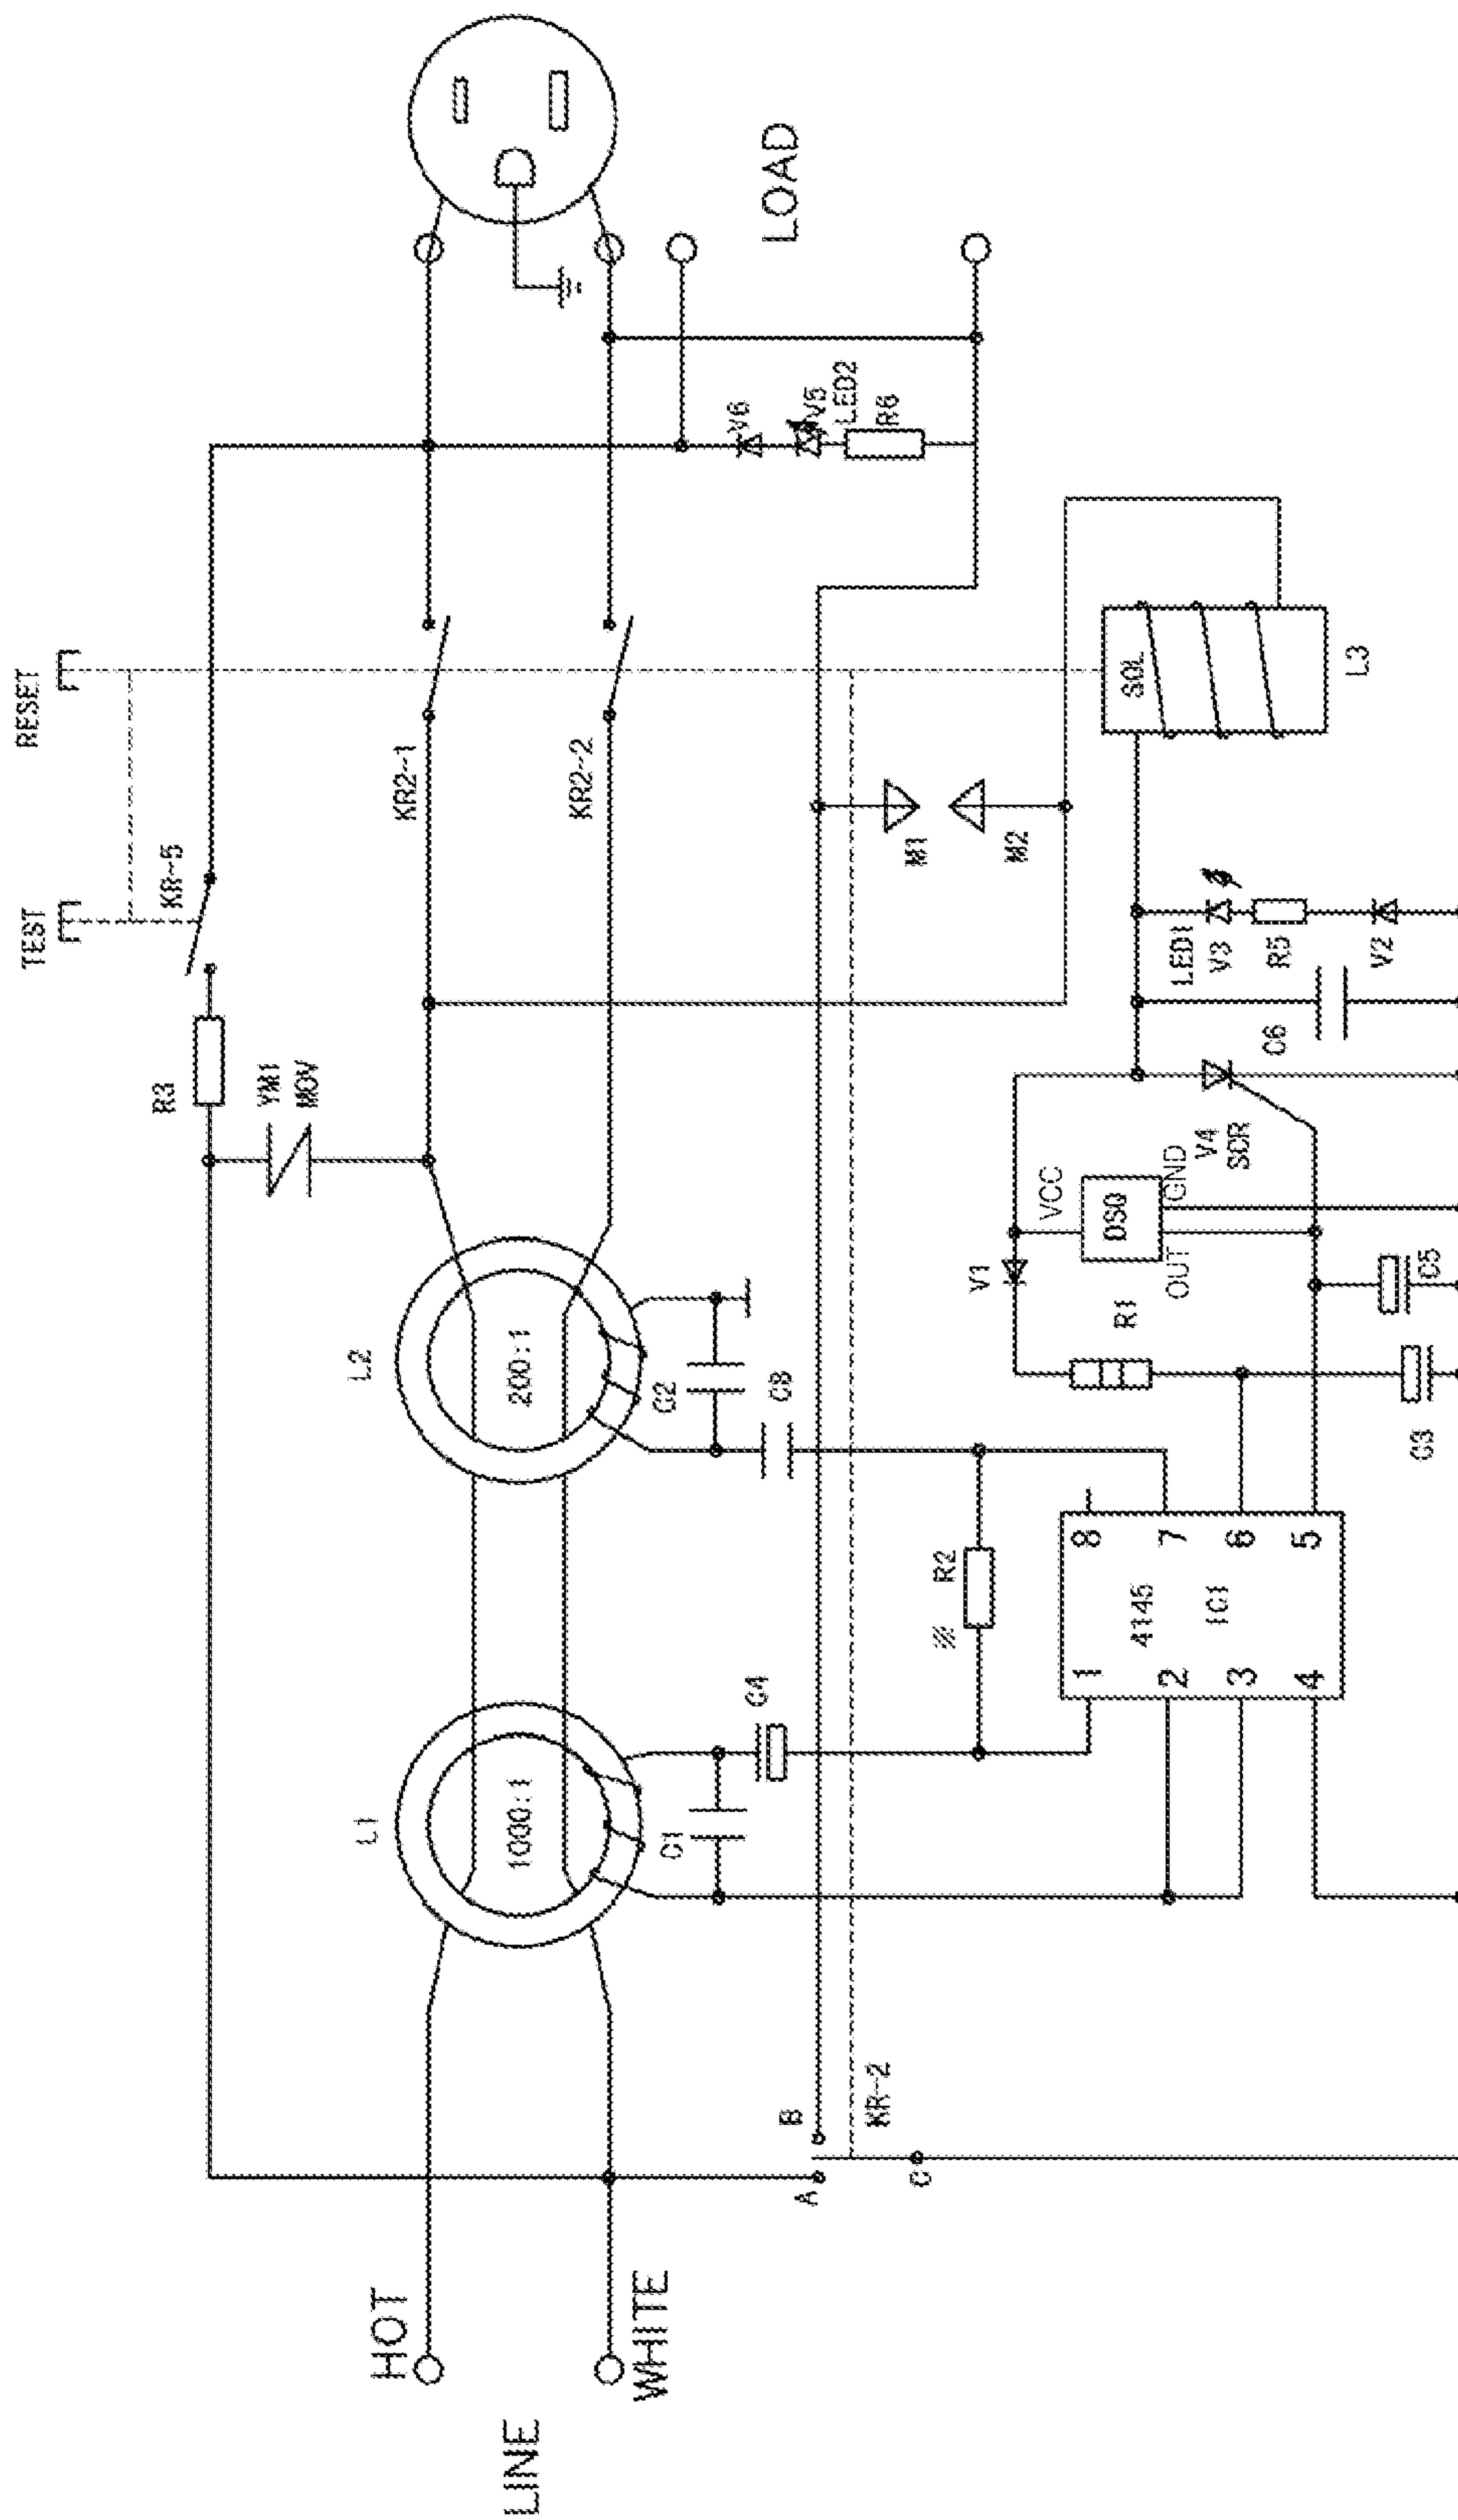 TEST
RESET
KR-5
R3
YM1
MOV
LINE
HOT
WHITE
L1
1000:1
L2
200:1
KR2-1
KR2-2
LOAD
C1
C4
C2
C8
V6
V5
LED2
R6
A
B
C
KR-2
M1
M2
R2
※
4145
IC1
1
2
3
4
5
6
7
8
V1
R1
VCC
DSQ
OUT
GND
V4
SCR
C3
C5
C6
LED1
V3
R5
V2
SOL
L3